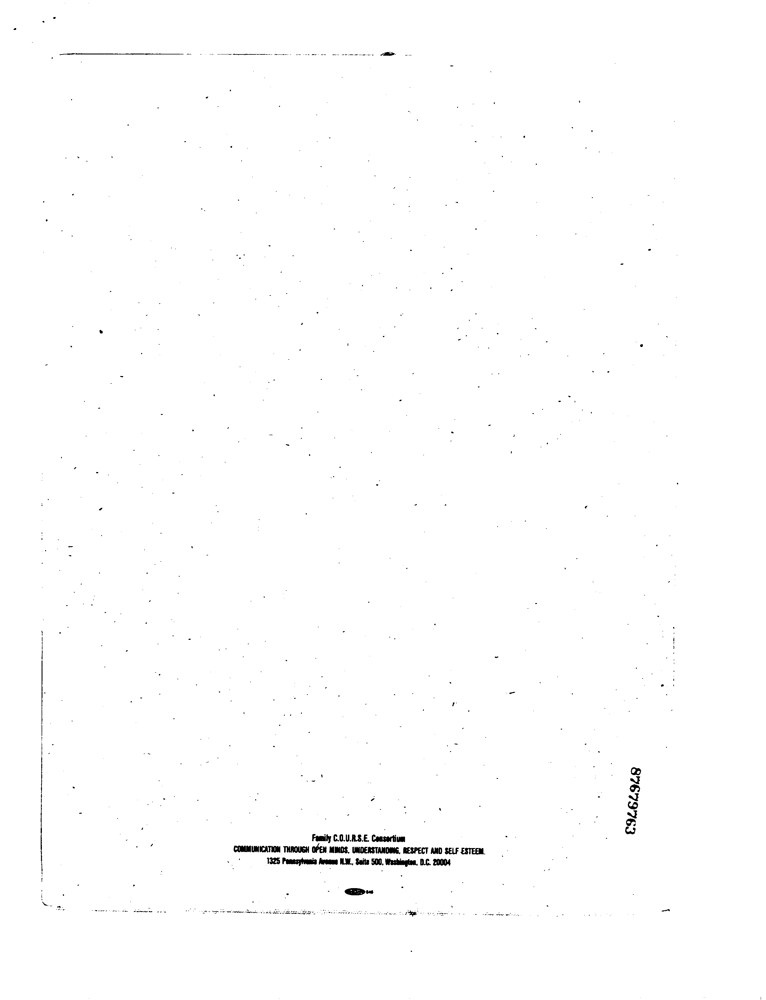 Family C.O.U.R.S.E. Consortium
COMMUNICATION THROUGH OPEN MINDS, UNDERSTANDING, RESPECT AND SELF ESTEEM.
1325 Pennsylvania Avenue N.W., Suite 500, Washington, D.C. 20004
87679763